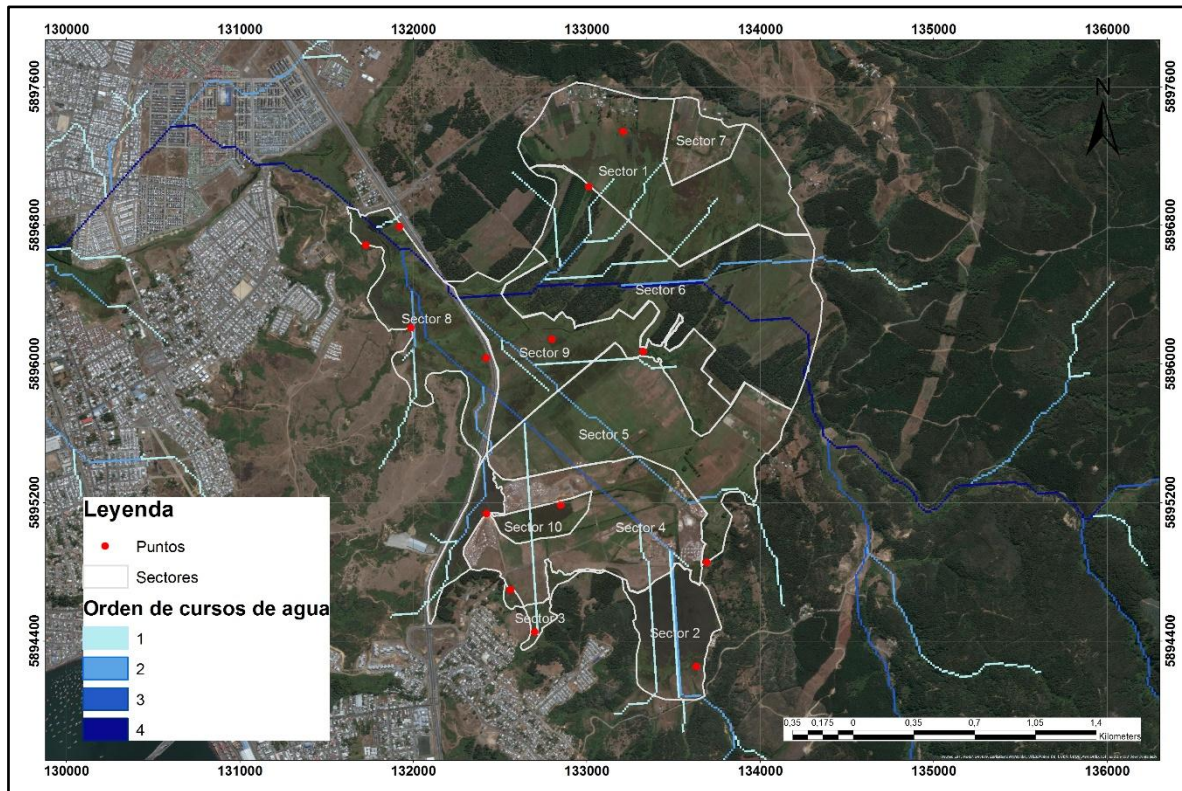 130000 131000 132000 133000 134000 135000 136000
5897600 5897600
N
Sector 7
Sector 1
5896800 5896800
Sector 6
Sector 8
Sector 9
5896000 5896000
Sector 5
5895200 5895200
Sector 10
Sector 4
Sector 3
Sector 2
5894400 5894400
Leyenda
Puntos
Sectores
Orden de cursos de agua
1
2
3
4
0,35 0,175 0 0,35 0,7 1,05 1,4
Kilometers
130000 131000 132000 133000 134000 135000 136000